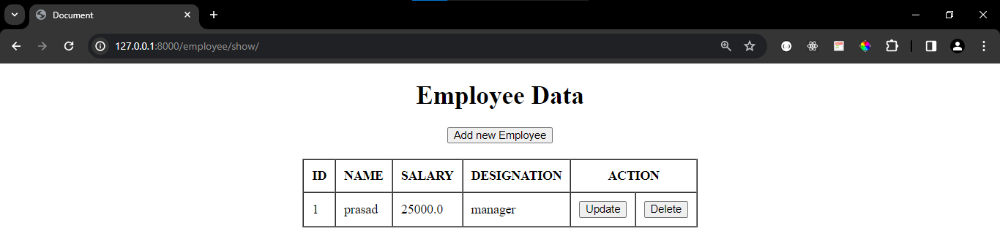 Document
127.0.0.1:8000/employee/show/
Employee Data
Add new Employee
ID NAME SALARY DESIGNATION ACTION
1 prasad 25000.0 manager Update Delete